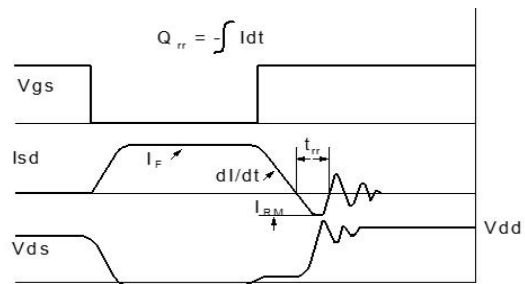 Q rr = -∫ Idt
Vgs
Isd
I F
dI/dt
t rr
I RM
Vds
Vdd